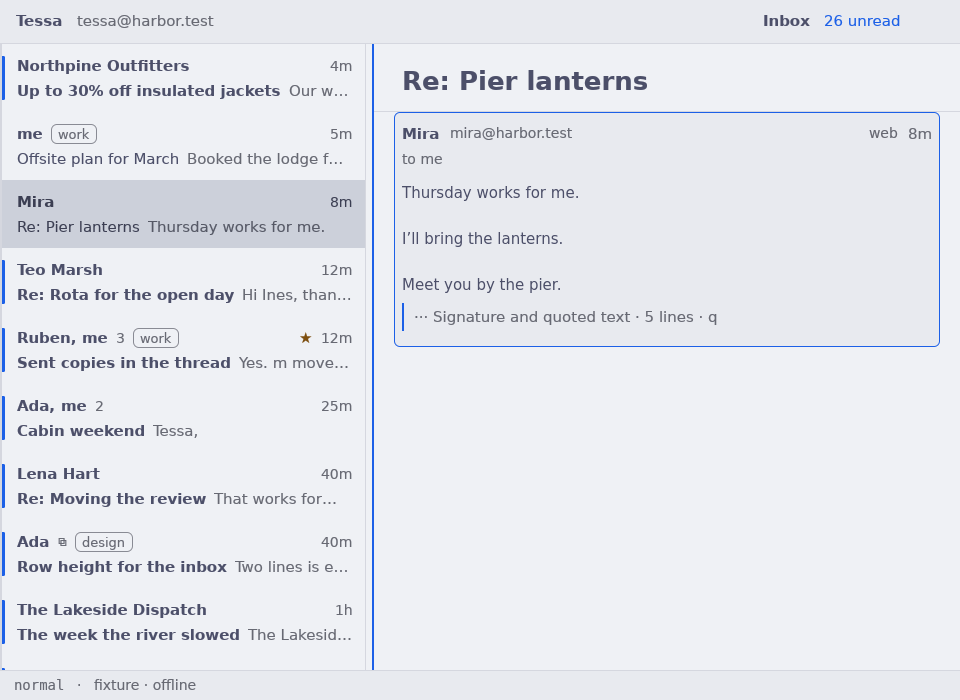 Tessa tessa@harbor.test Inbox 26 unread
Northpine Outfitters 4m
Up to 30% off insulated jackets Our w…
me work 5m
Offsite plan for March Booked the lodge f…
Mira 8m
Re: Pier lanterns Thursday works for me.
Teo Marsh 12m
Re: Rota for the open day Hi Ines, than…
Ruben, me 3 work ★ 12m
Sent copies in the thread Yes. m move…
Ada, me 2 25m
Cabin weekend Tessa,
Lena Hart 40m
Re: Moving the review That works for…
Ada ⧉ design 40m
Row height for the inbox Two lines is e…
The Lakeside Dispatch 1h
The week the river slowed The Lakesid…
Re: Pier lanterns
Mira mira@harbor.test web 8m
to me
Thursday works for me.
I’ll bring the lanterns.
Meet you by the pier.
··· Signature and quoted text · 5 lines · q
normal · fixture · offline